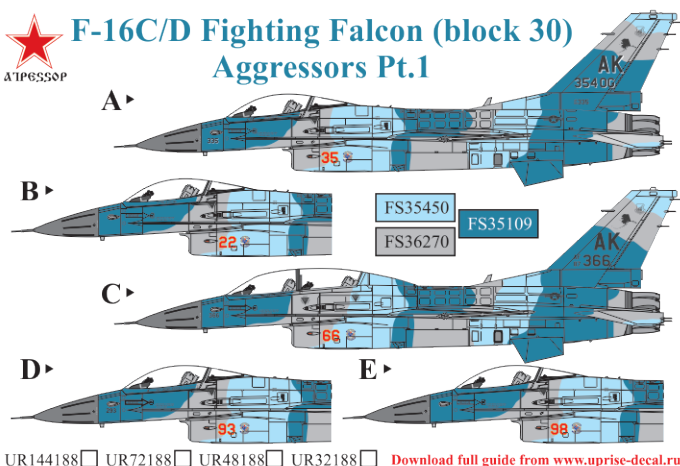 F-16C/D Fighting Falcon (block 30)
Aggressors Pt.1
АГРЕССОР
A
AK
35400
35
B
22
FS35450
FS35109
FS36270
AK
366
C
66
D
93
E
98
UR144188 UR72188 UR48188 UR32188 Download full guide from www.uprise-decal.ru